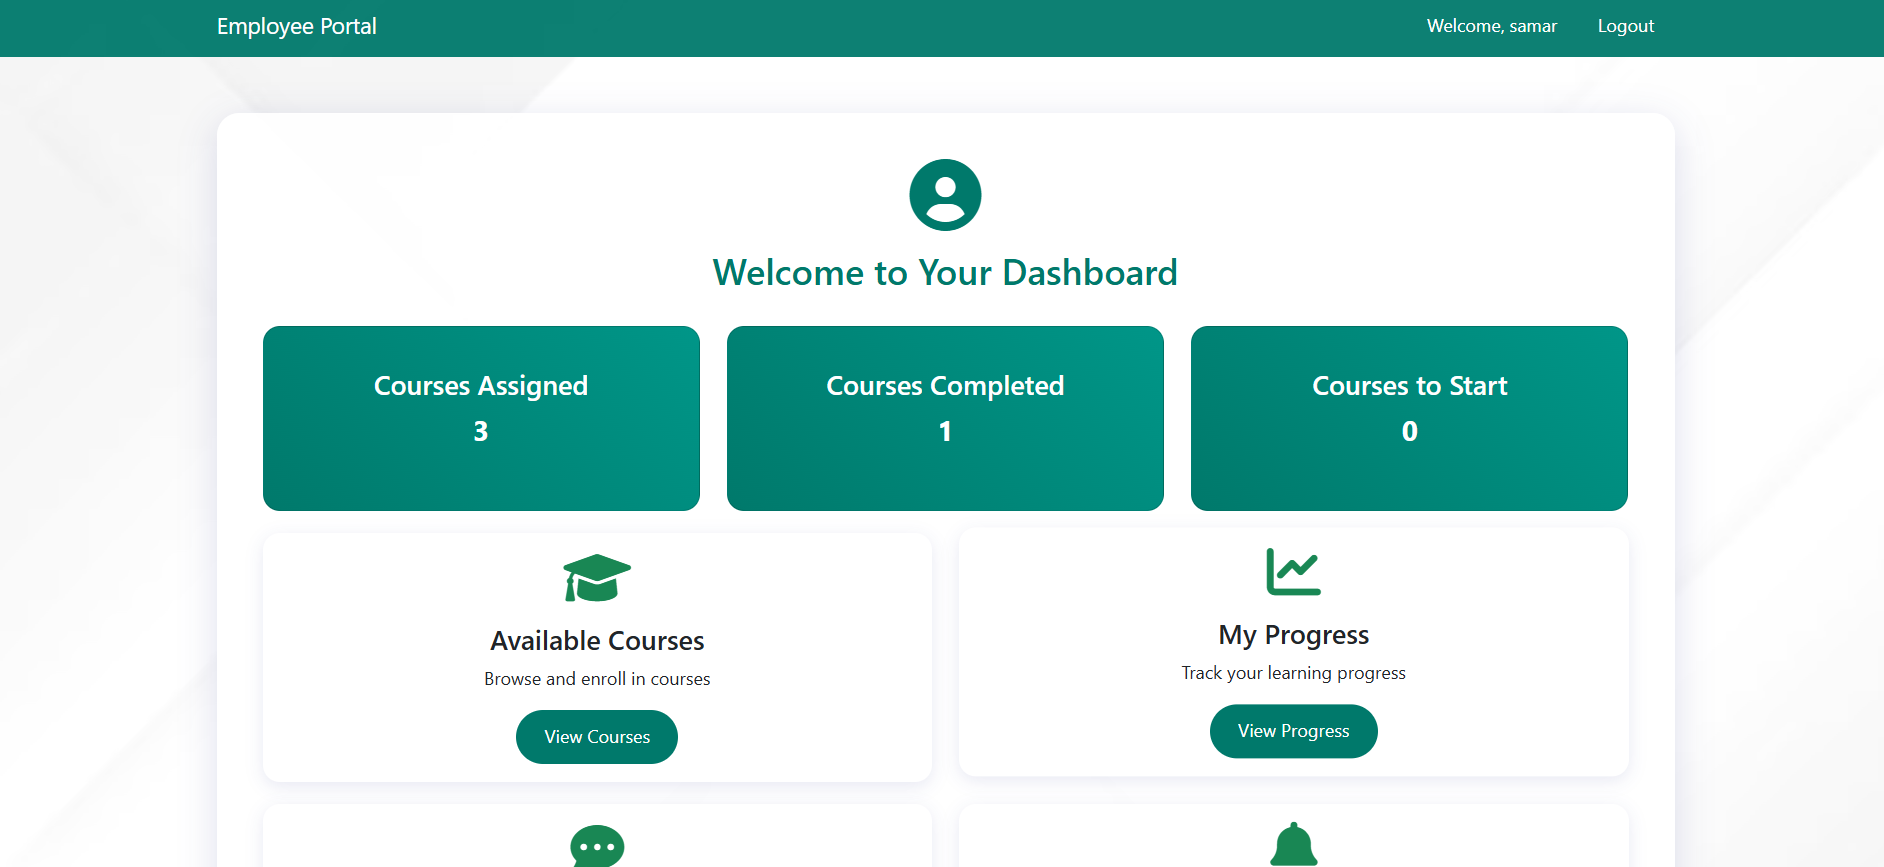 Employee Portal
Welcome, samar
Logout
Welcome to Your Dashboard
Courses Assigned
3
Courses Completed
1
Courses to Start
0
Available Courses
Browse and enroll in courses
View Courses
My Progress
Track your learning progress
View Progress